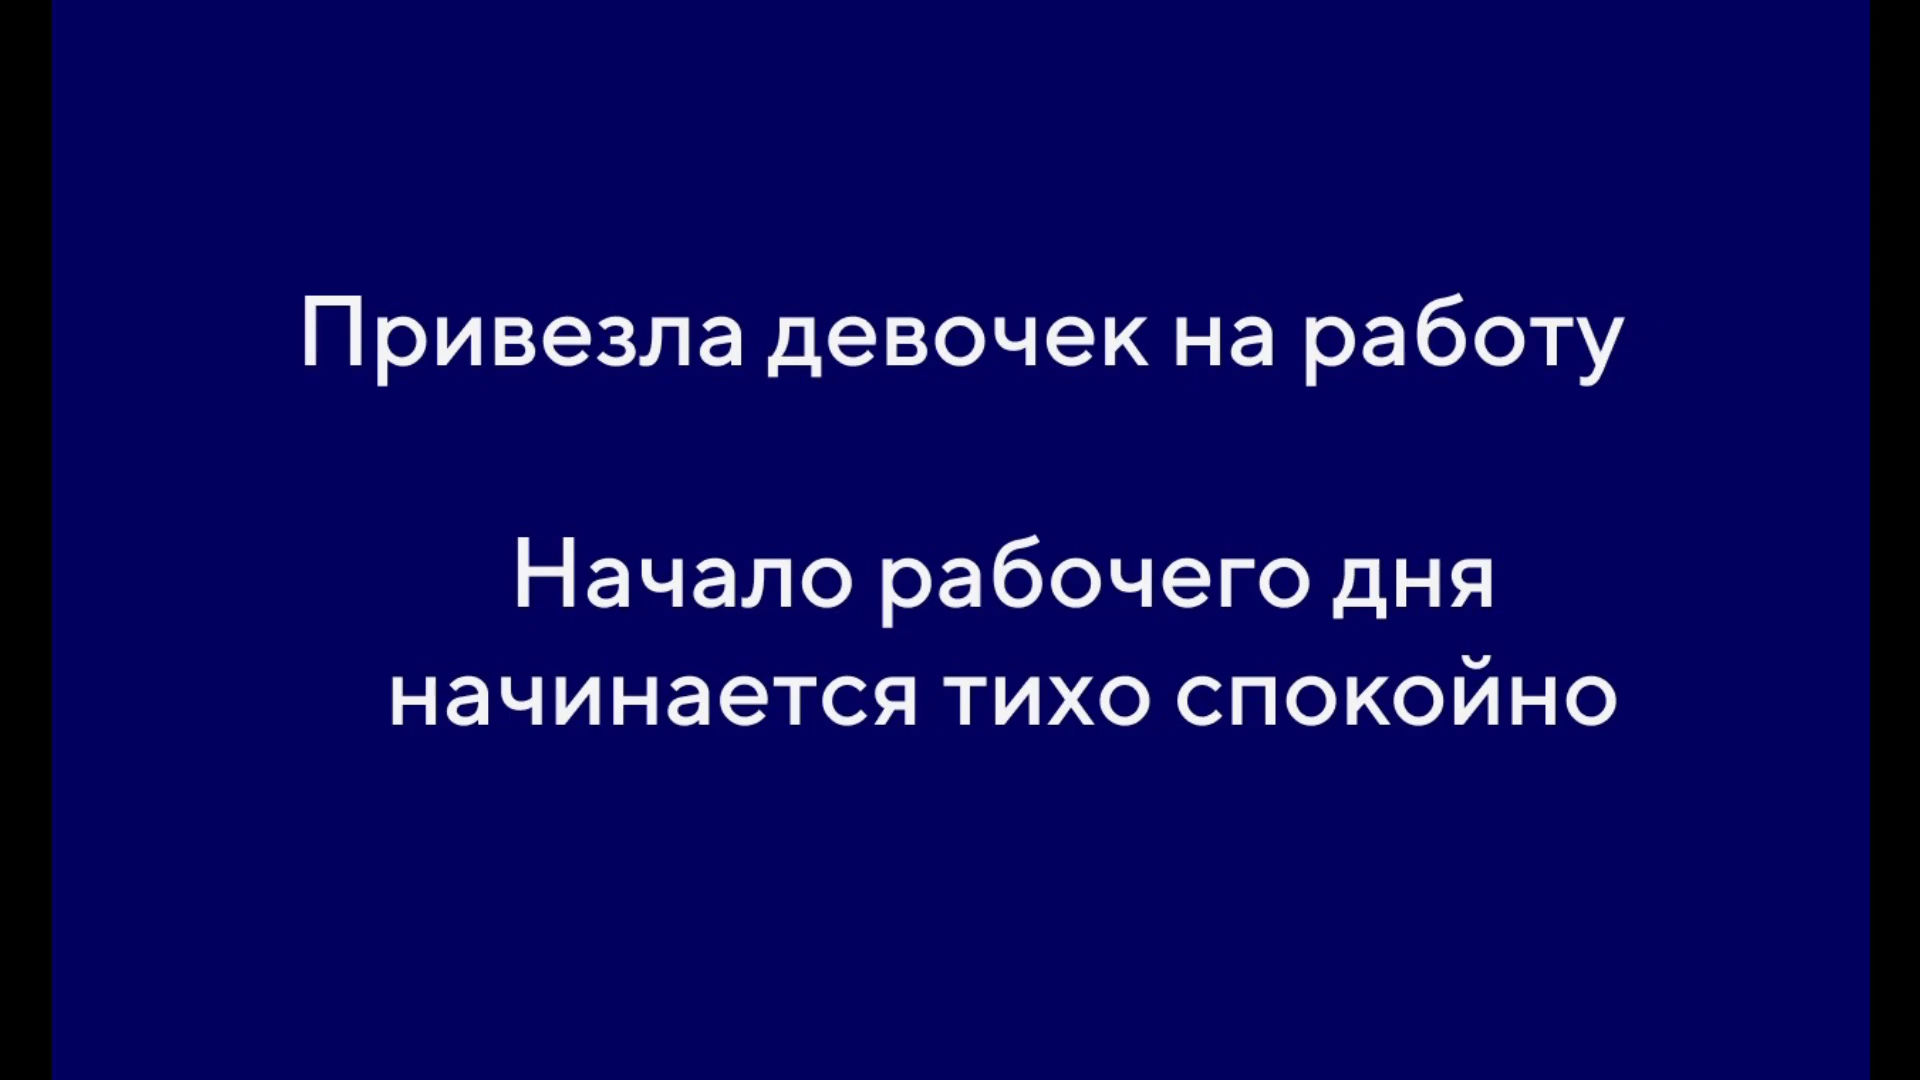 Привезла девочек на работу
Начало рабочего дня
начинается тихо спокойно